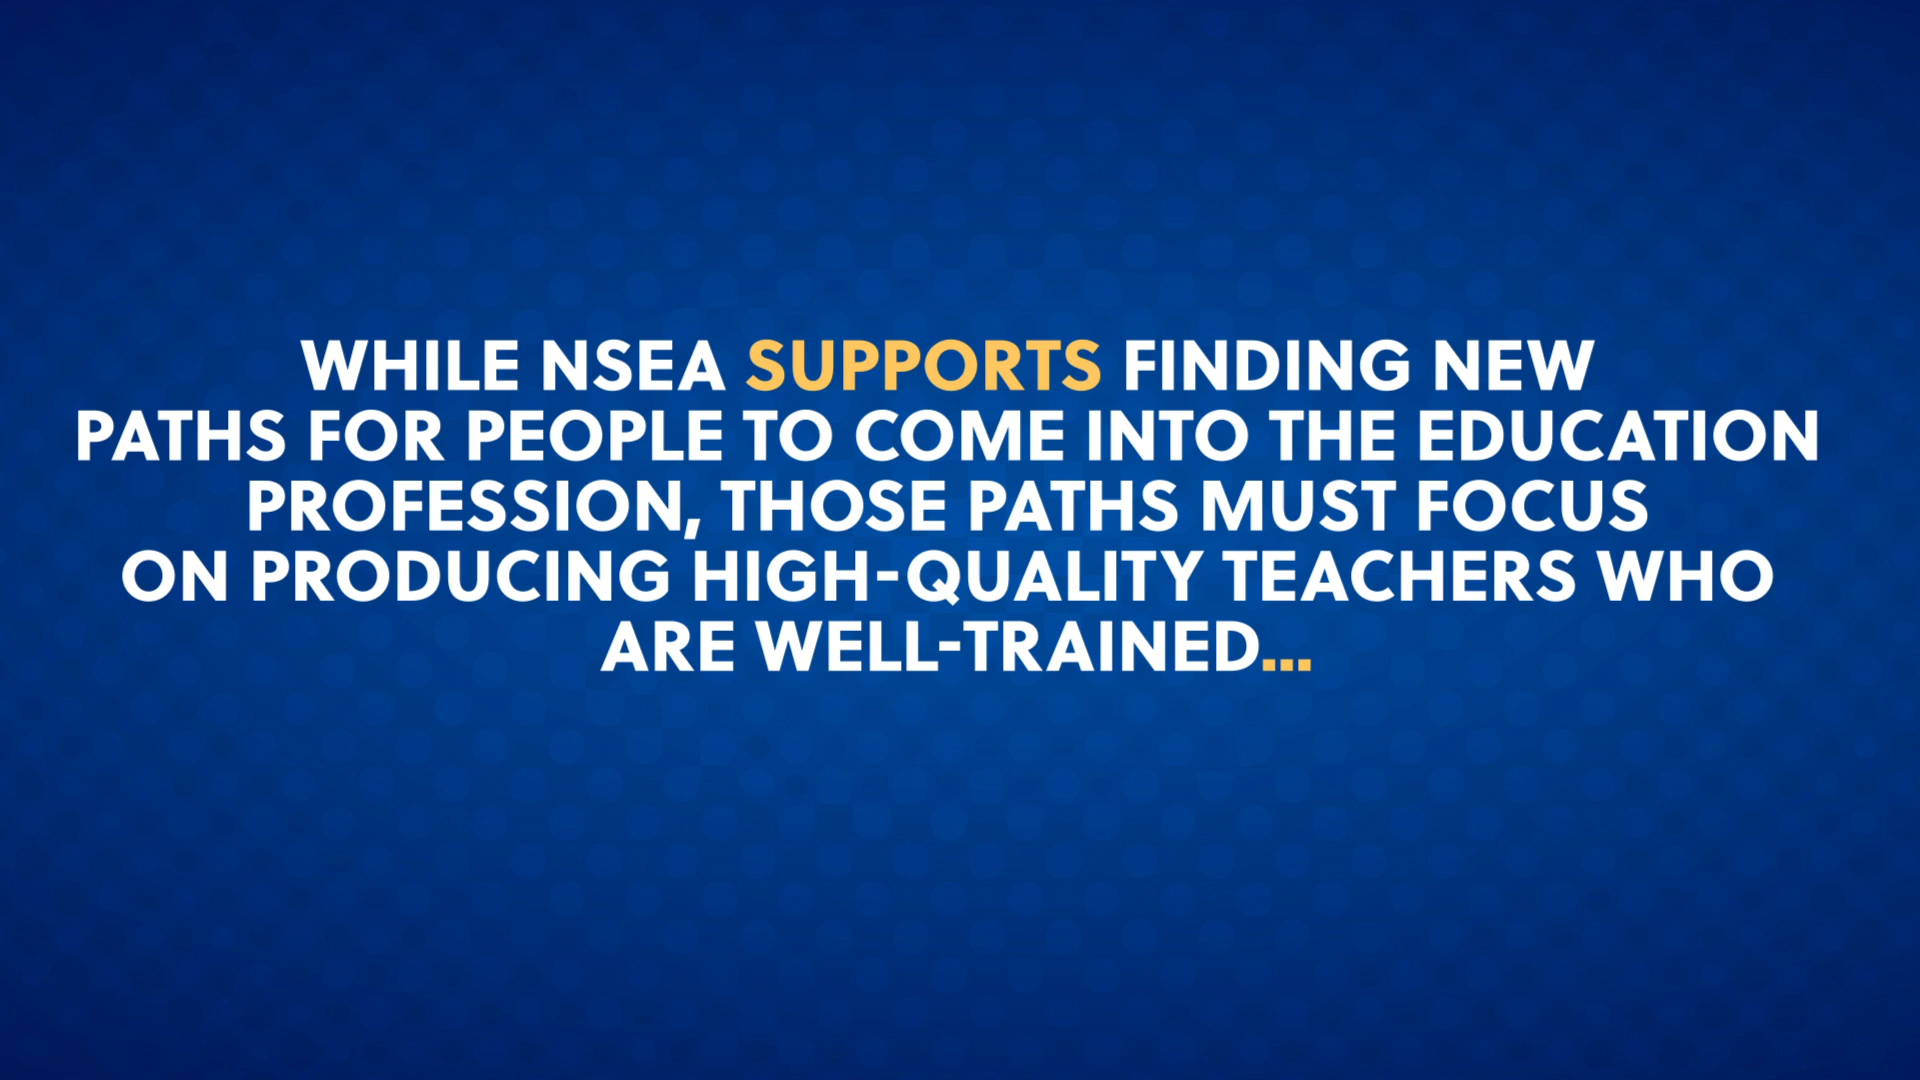 WHILE NSEA SUPPORTS FINDING NEW
PATHS FOR PEOPLE TO COME INTO THE EDUCATION
PROFESSION, THOSE PATHS MUST FOCUS
ON PRODUCING HIGH-QUALITY TEACHERS WHO
ARE WELL-TRAINED...